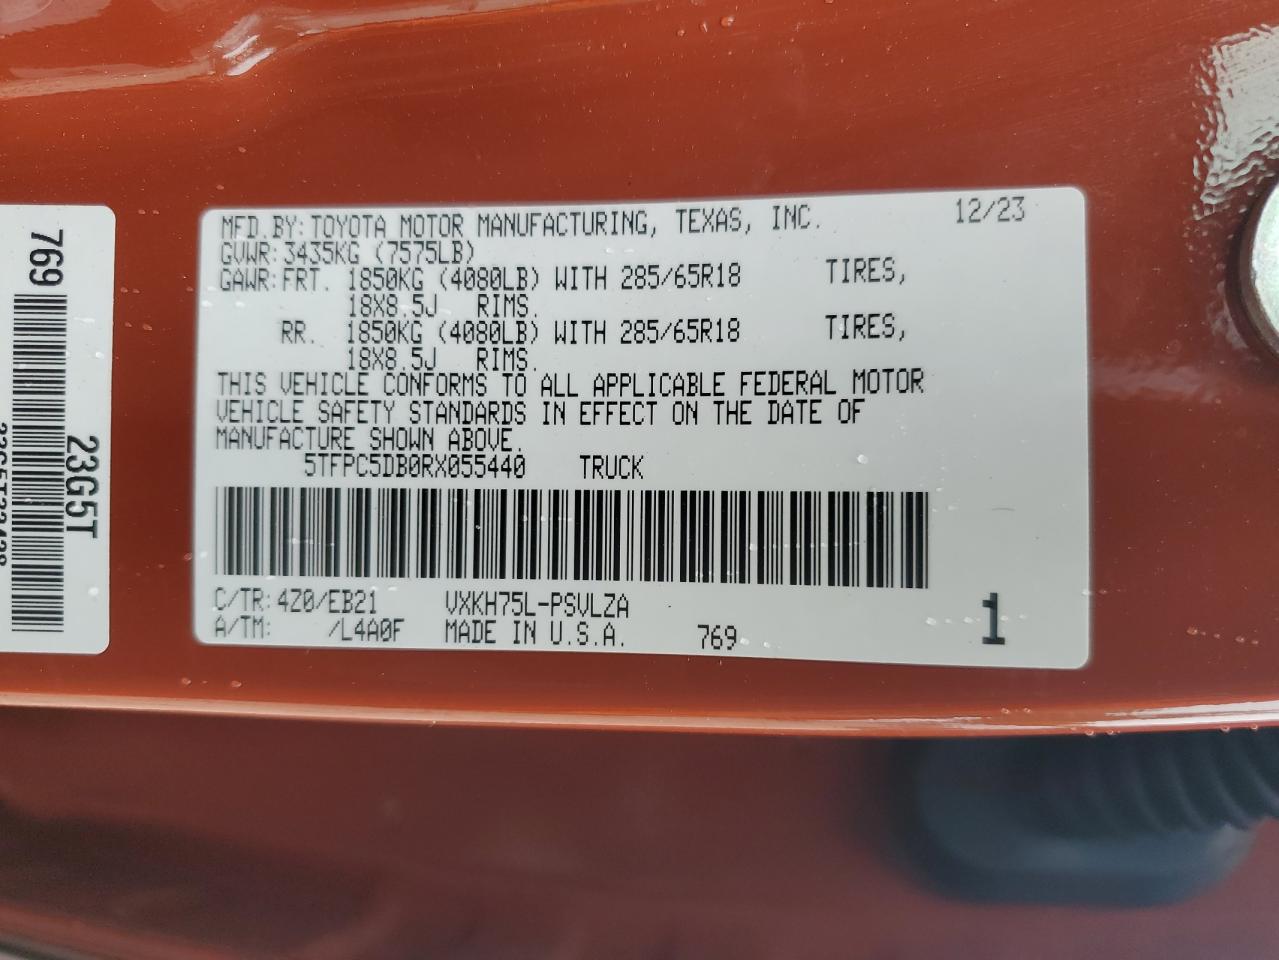 MFD.BY:TOYOTA MOTOR MANUFACTURING, TEXAS, INC. 12/23
GVWR:3435KG (7575LB)
GAWR:FRT. 1850KG (4080LB) WITH 285/65R18 TIRES,
18X8.5J RIMS.
RR. 1850KG (4080LB) WITH 285/65R18 TIRES,
18X8.5J RIMS.
THIS VEHICLE CONFORMS TO ALL APPLICABLE FEDERAL MOTOR
VEHICLE SAFETY STANDARDS IN EFFECT ON THE DATE OF
MANUFACTURE SHOWN ABOVE.
5TFPC5DB0RX055440 TRUCK
C/TR:4Z0/EB21 VXKH75L-PSVLZA
A/TM: /L4A0F MADE IN U.S.A. 769 1
769
23G5T